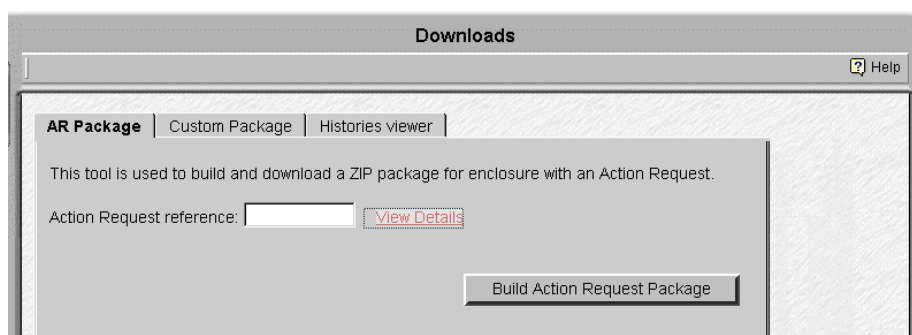 Downloads
Help
AR Package Custom Package Histories viewer
This tool is used to build and download a ZIP package for enclosure with an Action Request.
Action Request reference: View Details
Build Action Request Package